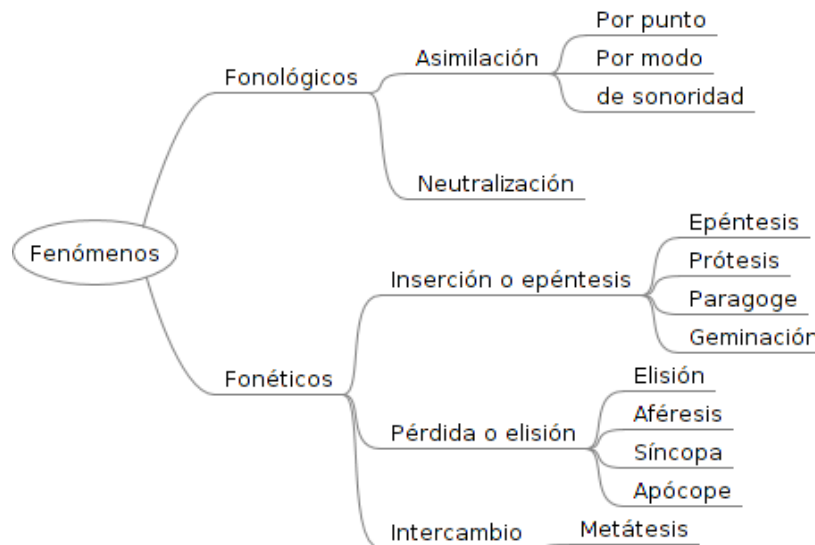 Fenómenos
Fonológicos
Asimilación
Por punto
Por modo
de sonoridad
Neutralización
Fonéticos
Inserción o epéntesis
Epéntesis
Prótesis
Paragoge
Geminación
Pérdida o elisión
Elisión
Aféresis
Síncopa
Apócope
Intercambio
Metátesis